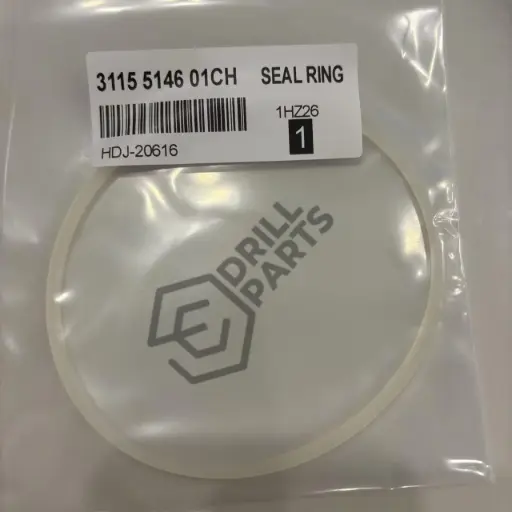 3115 5146 01CH SEAL RING
1HZ26
HDJ-20616
1
DRILL
PARTS